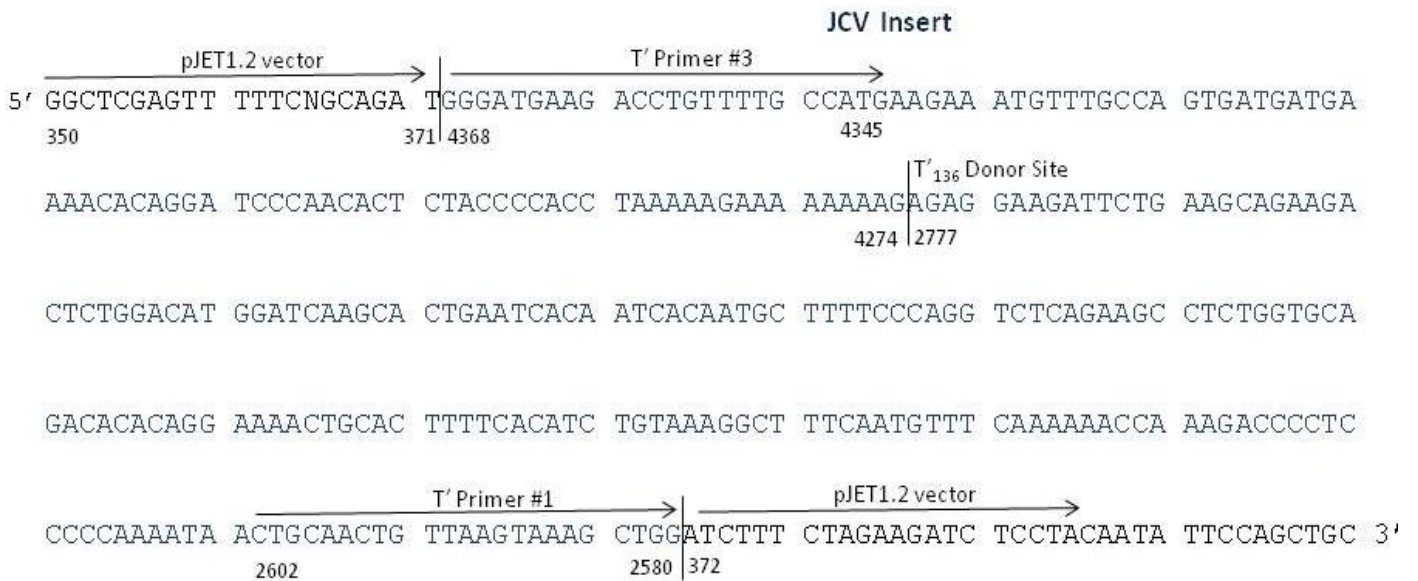 JCV Insert
pJET1.2 vector T′ Primer #3
5′ GGCTCGAGTT TTTCNGCAGA TGGGATGAAG ACCTGTTTTG CCATGAAGAA ATGTTTGCCA GTGATGATGA
350 371 4368 4345
T′136 Donor Site
AAACACAGGA TCCCAACACT CTACCCCACC TAAAAAGAAA AAAAAGAGAG GAAGATTCTG AAGCAGAAGA
4274 2777
CTCTGGACAT GGATCAAGCA CTGAATCACA ATCACAATGC TTTTCCCAGG TCTCAGAAGC CTCTGGTGCA
GACACACAGG AAAACTGCAC TTTTCACATC TGTAAAGGCT TTCAATGTTT CAAAAAACCA AAGACCCCTC
T′ Primer #1 pJET1.2 vector
CCCCAAAATA ACTGCAACTG TTAAGTAAAG CTGGATCTTT CTAGAAGATC TCCTACAATA TTCCAGCTGC 3′
2602 2580 372